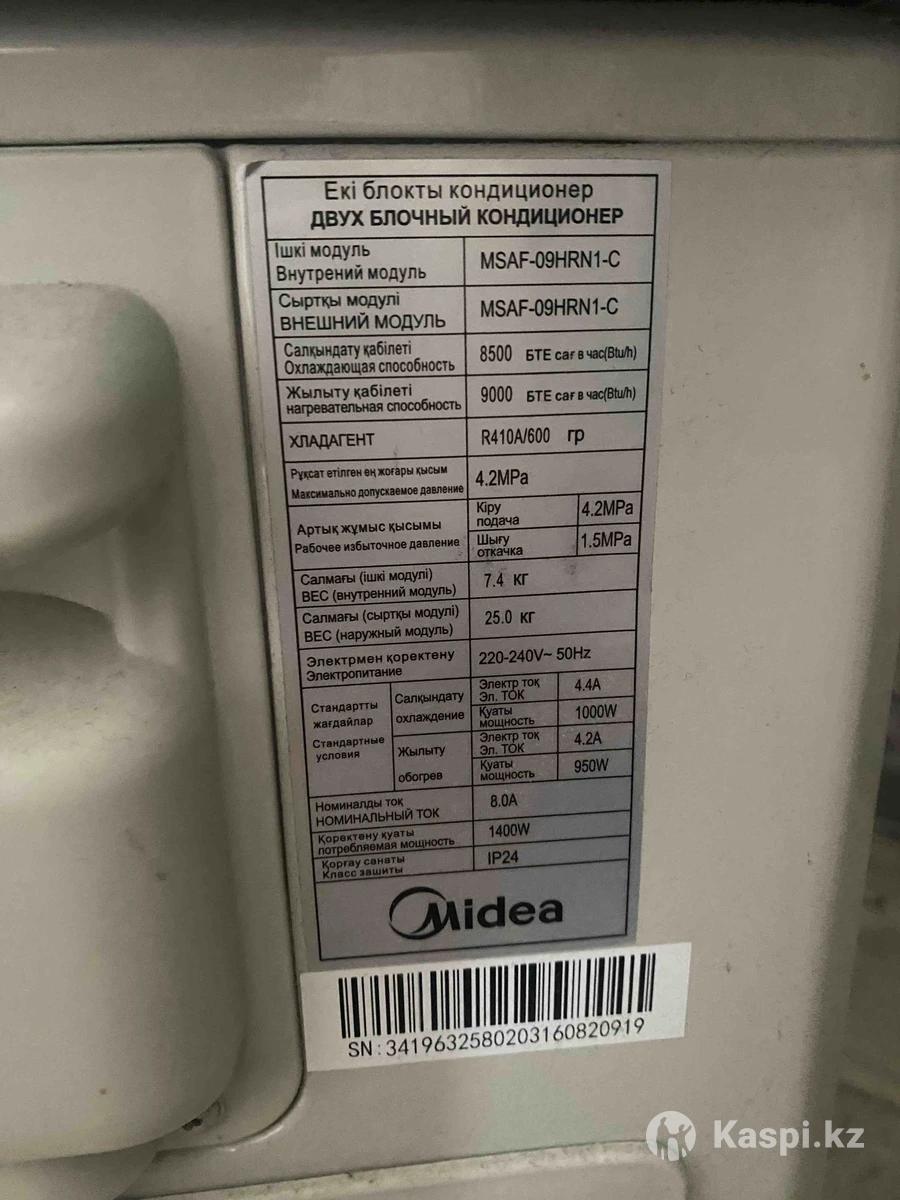 Екі блокты кондиционер
ДВУХ БЛОЧНЫЙ КОНДИЦИОНЕР
Ішкі модуль
Внутрений модуль
MSAF-09HRN1-C
Сыртқы модулі
ВНЕШНИЙ МОДУЛЬ
MSAF-09HRN1-C
Салқындату қабілеті
Охлаждающая способность
8500 БТЕ сағ в час(Btu/h)
Жылыту қабілеті
нагревательная способность
9000 БТЕ сағ в час(Btu/h)
ХЛАДАГЕНТ
R410A/600 гр
Рұқсат етілген ең жоғары қысым
Максимально допускаемое давление
4.2MPa
Артық жұмыс қысымы
Рабочее избыточное давление
Кіру
подача
4.2MPa
Шығу
откачка
1.5MPa
Салмағы (ішкі модулі)
ВЕС (внутренний модуль)
7.4 кг
Салмағы (сыртқы модулі)
ВЕС (наружный модуль)
25.0 кг
Электрмен қоректену
Электропитание
220-240V~ 50Hz
Стандартты
жағдайлар
Стандартные
условия
Салқындату
охлаждение
Электр тоқ
Эл. ТОК
4.4A
Қуаты
мощность
1000W
Жылыту
обогрев
Электр тоқ
Эл. ТОК
4.2A
Қуаты
мощность
950W
Номиналды тоқ
НОМИНАЛЬНЫЙ ТОК
8.0A
Қоректену қуаты
потребляемая мощность
1400W
Қорғау санаты
Класс зашиты
IP24
Midea
SN:3419632580203160820919
Kaspi.kz